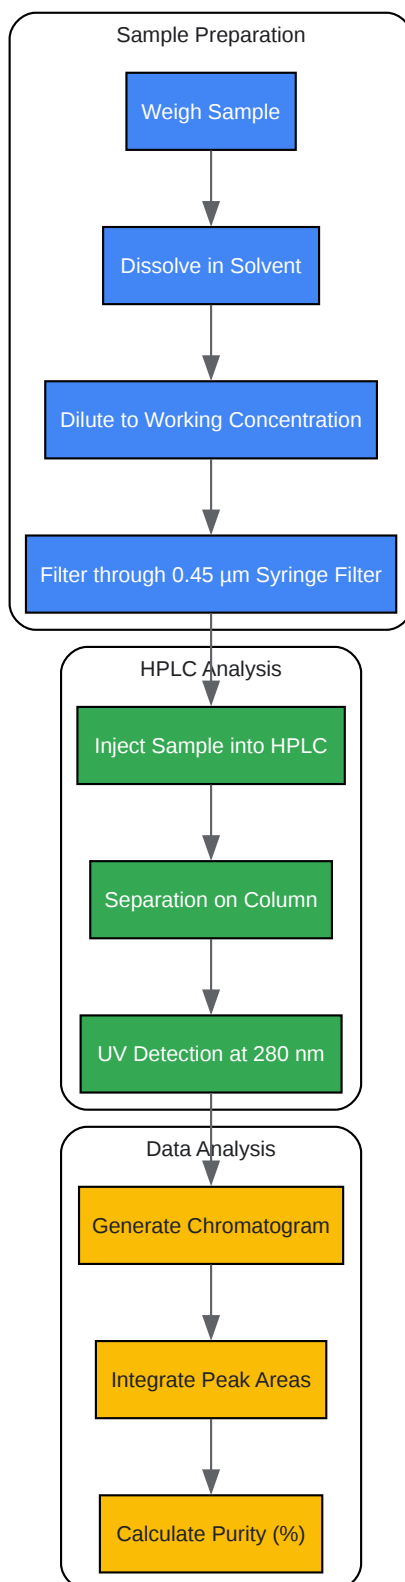 Sample Preparation
Weigh Sample
Dissolve in Solvent
Dilute to Working Concentration
Filter through 0.45 µm Syringe Filter
HPLC Analysis
Inject Sample into HPLC
Separation on Column
UV Detection at 280 nm
Data Analysis
Generate Chromatogram
Integrate Peak Areas
Calculate Purity (%)